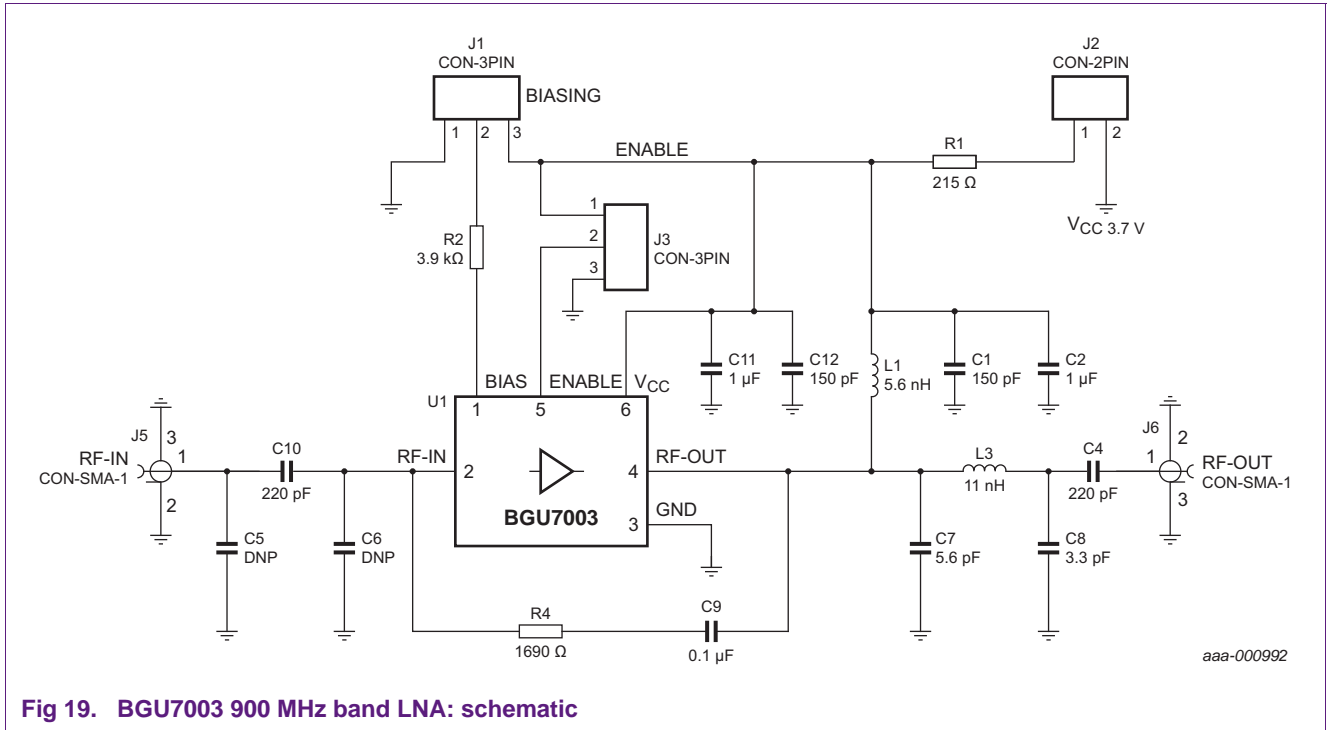 J1
CON-3PIN
BIASING
1 2 3
J2
CON-2PIN
1 2
ENABLE
R1
215 Ω
VCC 3.7 V
R2
3.9 kΩ
1
2
3
J3
CON-3PIN
C11
1 µF
C12
150 pF
L1
5.6 nH
C1
150 pF
C2
1 µF
BIAS ENABLE VCC
U1
1 5 6
J5
3
1
2
RF-IN
CON-SMA-1
C10
220 pF
RF-IN
2
BGU7003
4
RF-OUT
3
GND
L3
11 nH
C4
220 pF
J6
2
1
3
RF-OUT
CON-SMA-1
C5
DNP
C6
DNP
C7
5.6 pF
C8
3.3 pF
R4
1690 Ω
C9
0.1 µF
aaa-000992
Fig 19. BGU7003 900 MHz band LNA: schematic